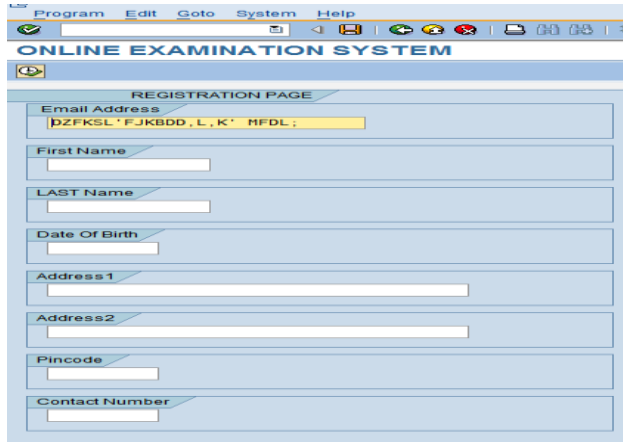 Program Edit Goto System Help
ONLINE EXAMINATION SYSTEM
REGISTRATION PAGE
Email Address
DZFKSL'FJKBDD,L,K' MFDL;
First Name
LAST Name
Date Of Birth
Address1
Address2
Pincode
Contact Number